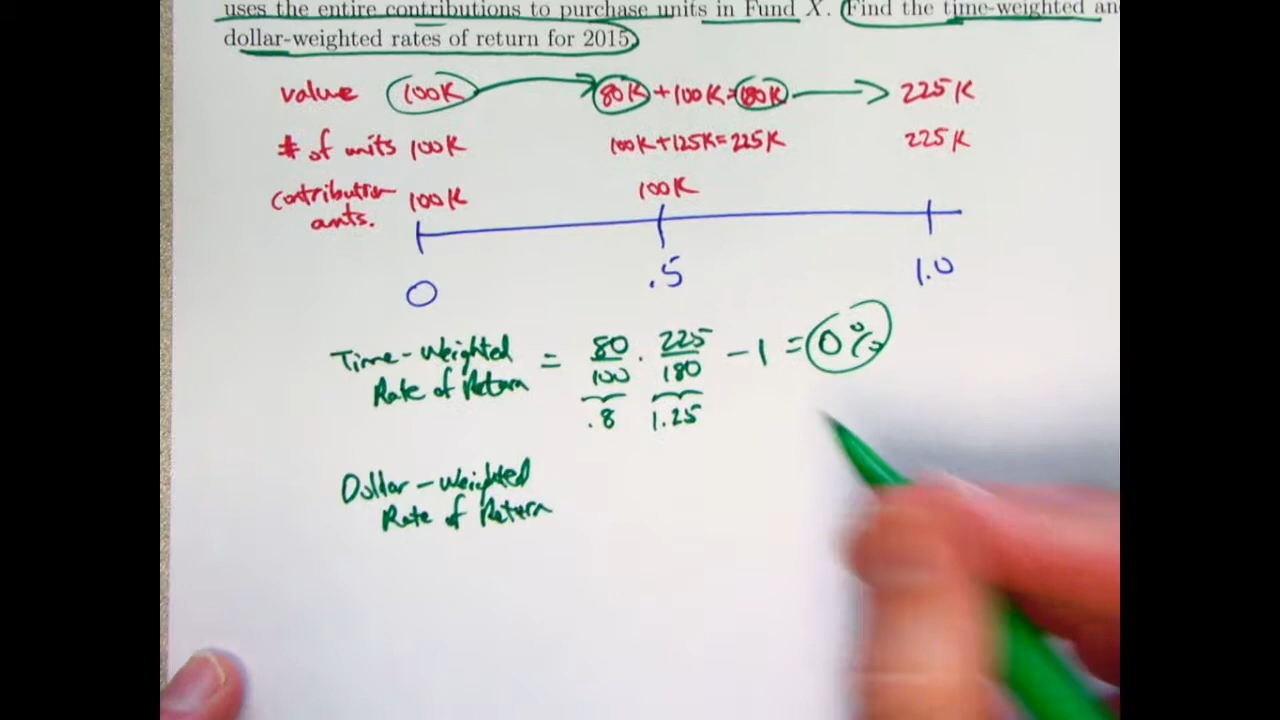 uses the entire contributions to purchase units in Fund X. Find the time-weighted an
dollar-weighted rates of return for 2015.
value 100K 80K + 100K = 180K 225K
# of units 100K 100K + 125K = 225K 225K
contribution 100K 100K
amts.
0 .5 1.0
Time-Weighted Rate of Return = 80/100 · 225/180 - 1 = 0%
.8 1.25
Dollar-Weighted
Rate of Return